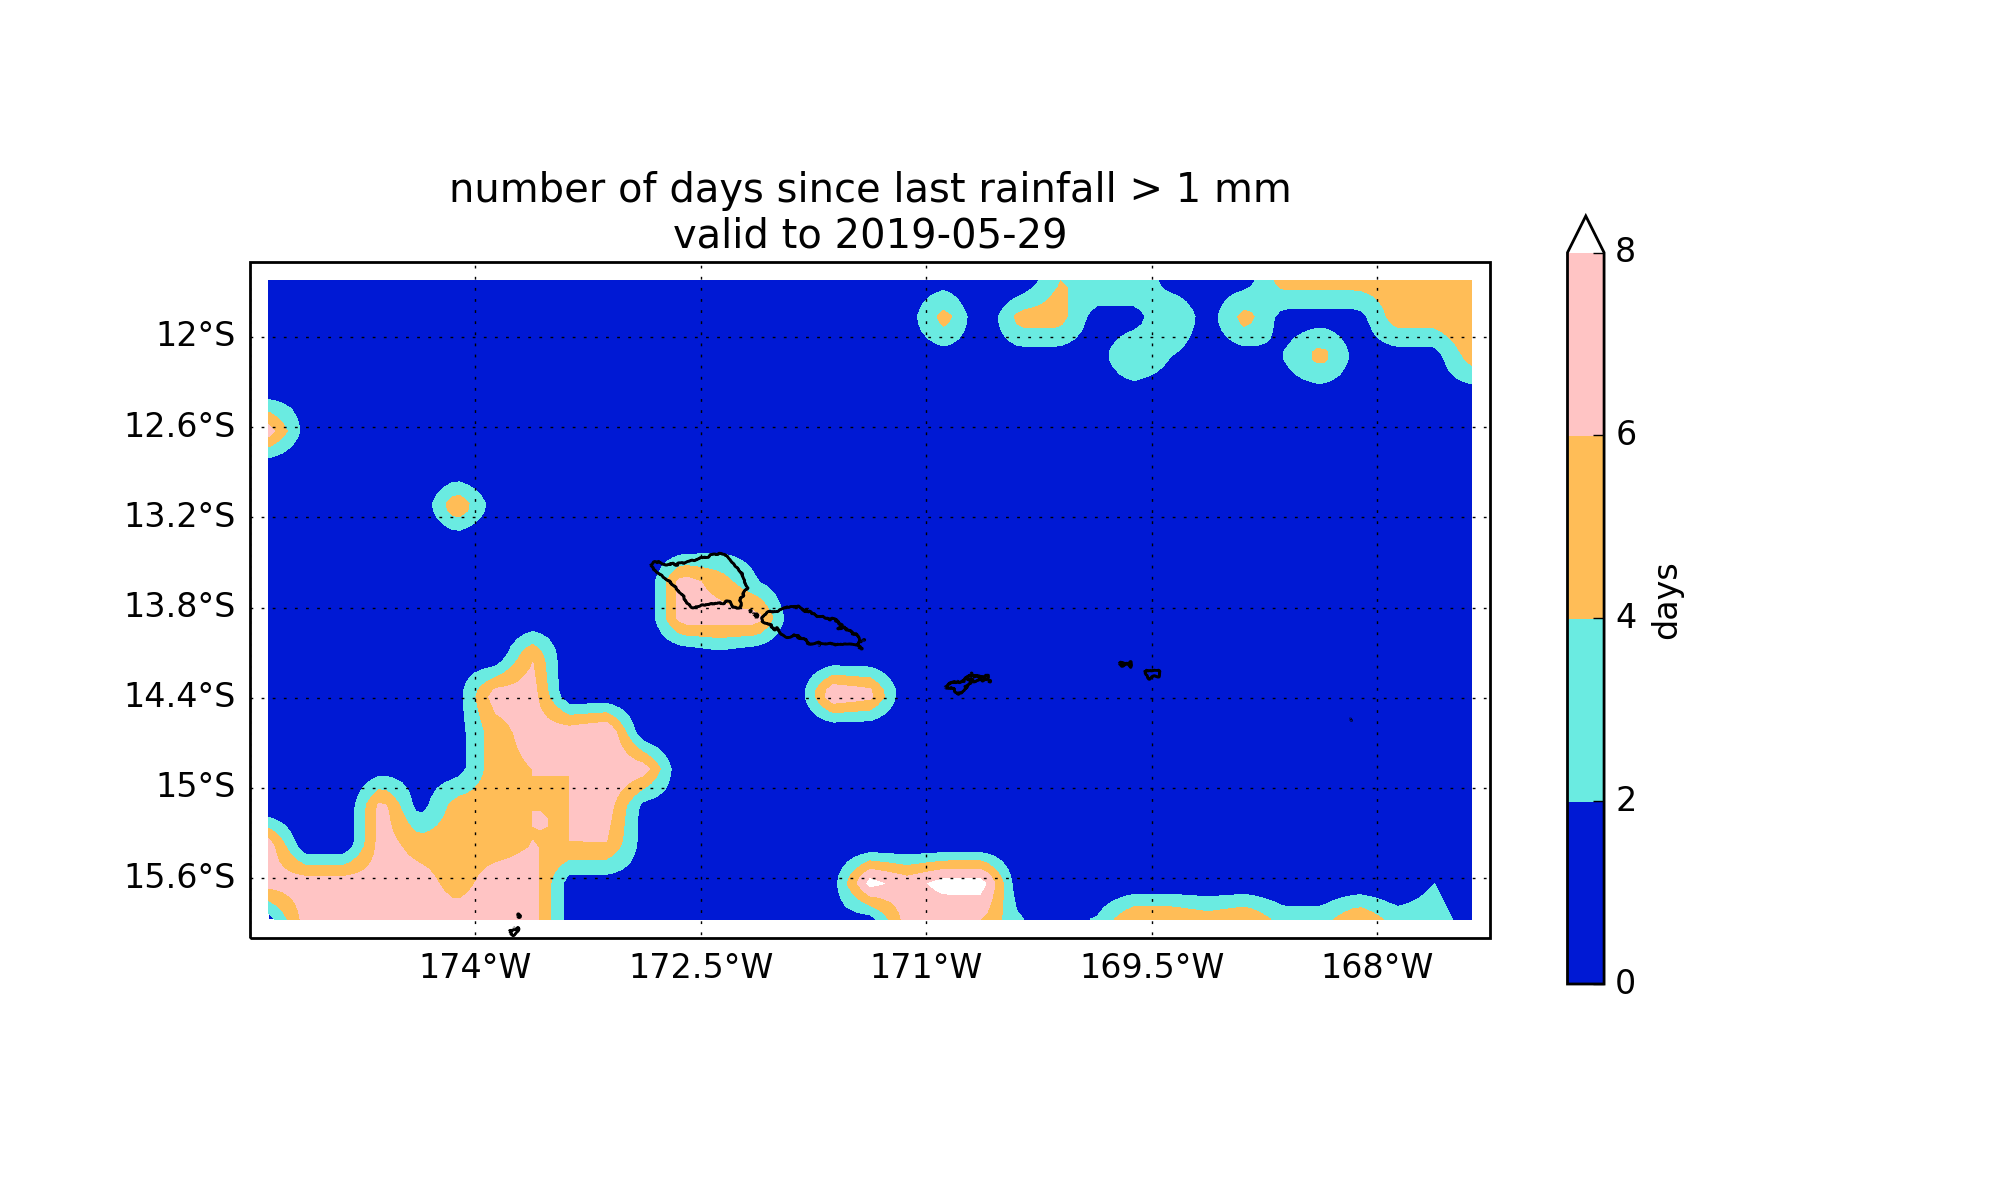 number of days since last rainfall > 1 mm
valid to 2019-05-29
12°S
12.6°S
13.2°S
13.8°S
14.4°S
15°S
15.6°S
174°W 172.5°W 171°W 169.5°W 168°W
8
6
4
2
0
days